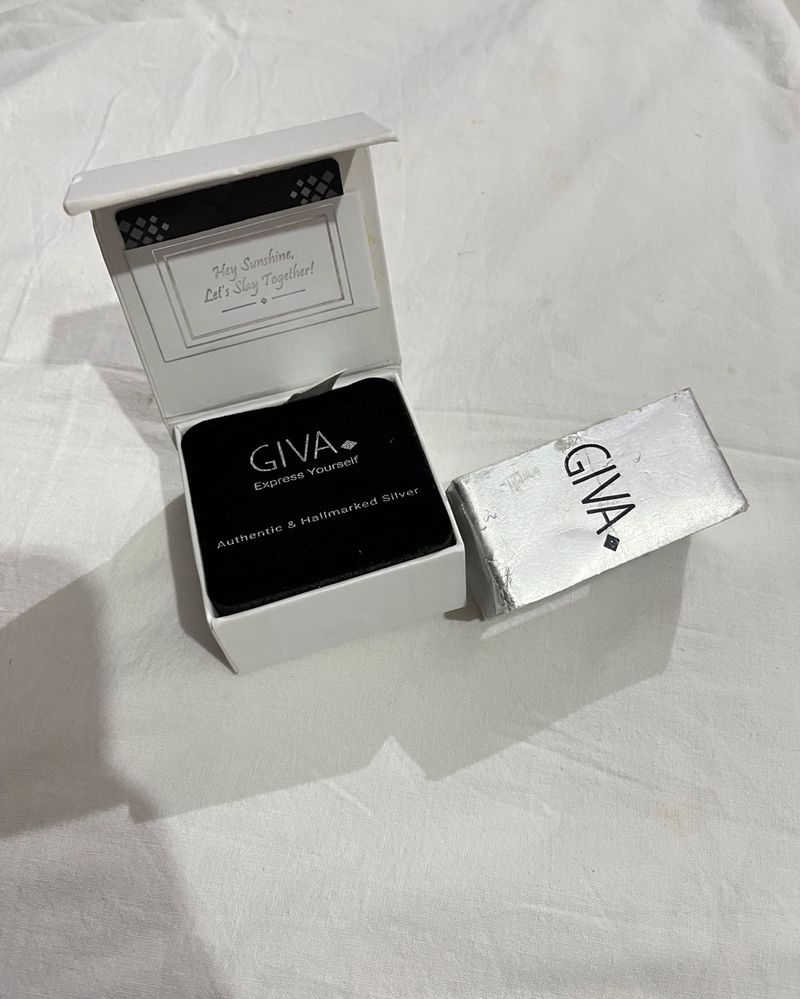 Hey Sunshine,
Let's Slay Together!
GIVA
Express Yourself
Authentic & Hallmarked Silver
GIVA